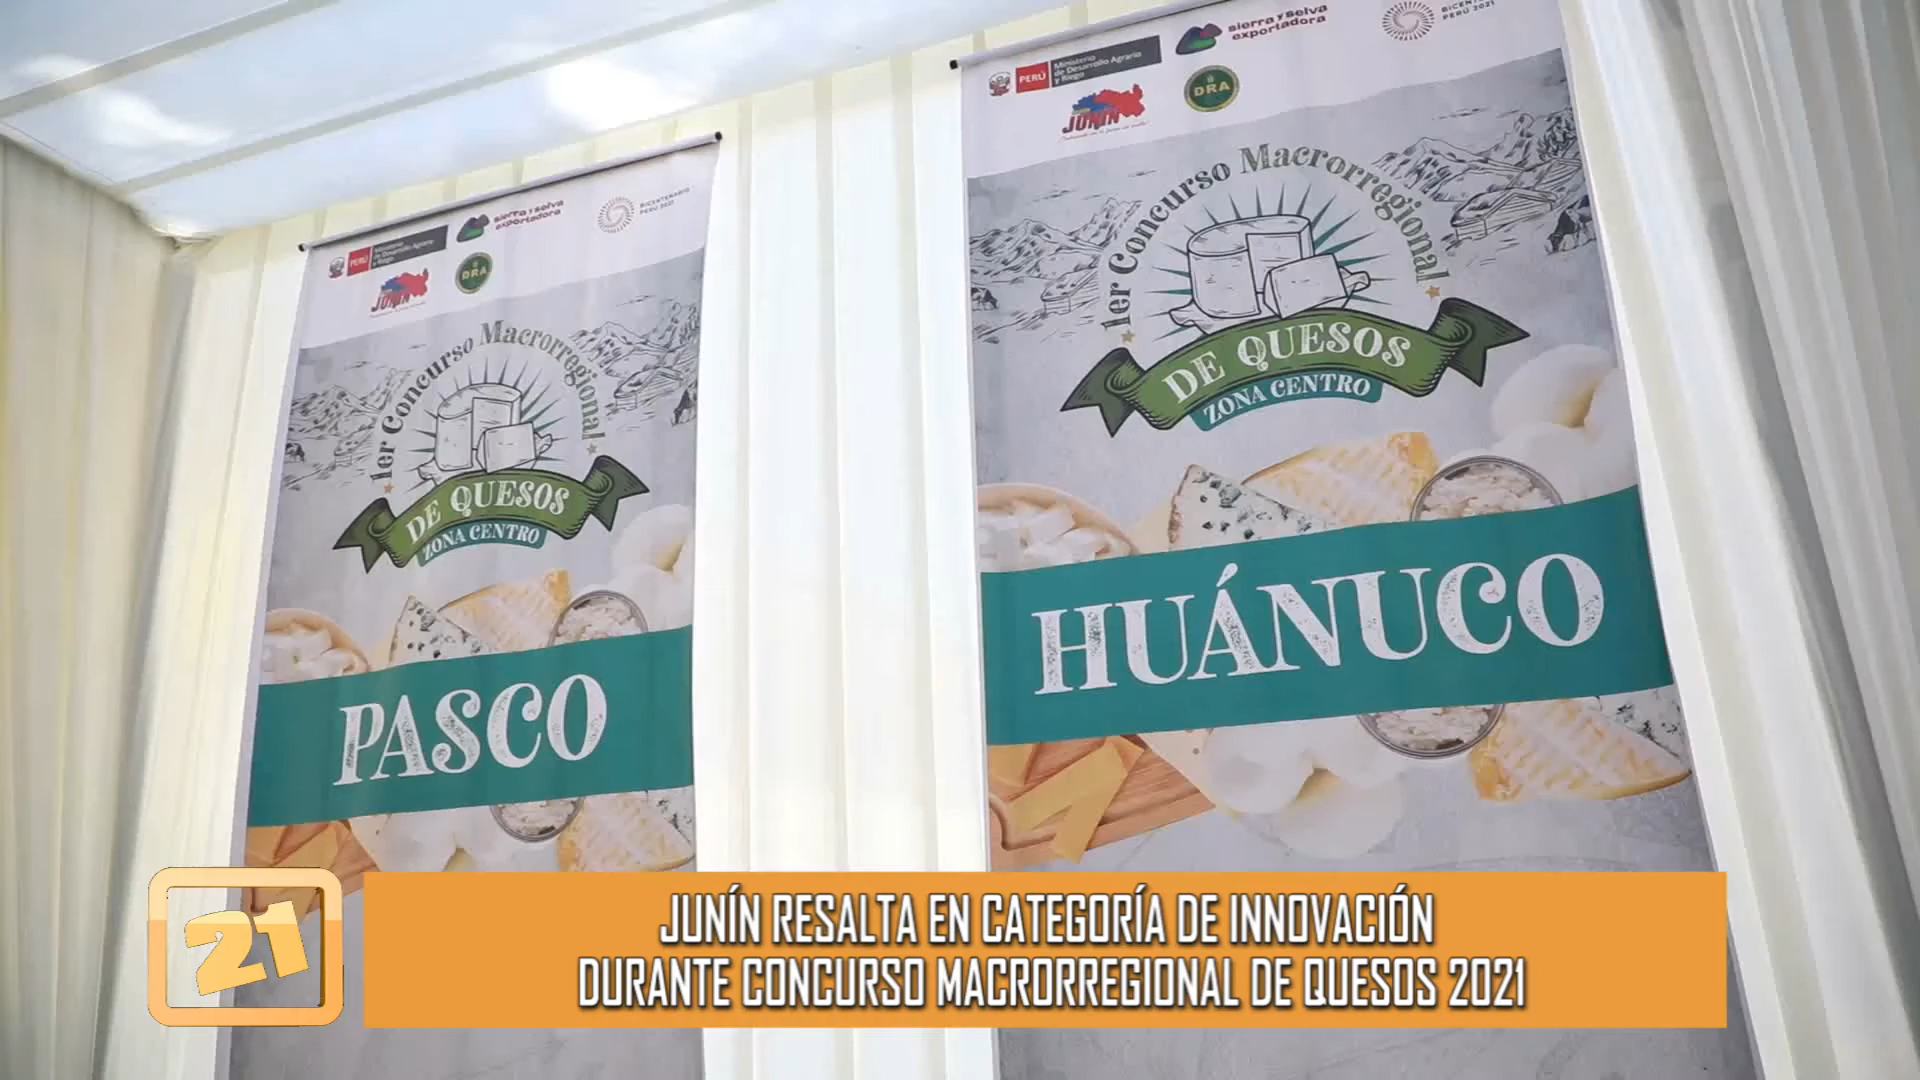 PERÚ
Ministerio
de Desarrollo Agrario
y Riego
sierra y selva
exportadora
BICENTENARIO
PERÚ 2021
JUNÍN
DRA
1er Concurso Macrorregional
DE QUESOS
ZONA CENTRO
PASCO
PERÚ
Ministerio
de Desarrollo Agrario
y Riego
sierra y selva
exportadora
PERÚ 2021
JUNÍN
DRA
1er Concurso Macrorregional
DE QUESOS
ZONA CENTRO
HUÁNUCO
21
JUNÍN RESALTA EN CATEGORÍA DE INNOVACIÓN
DURANTE CONCURSO MACRORREGIONAL DE QUESOS 2021